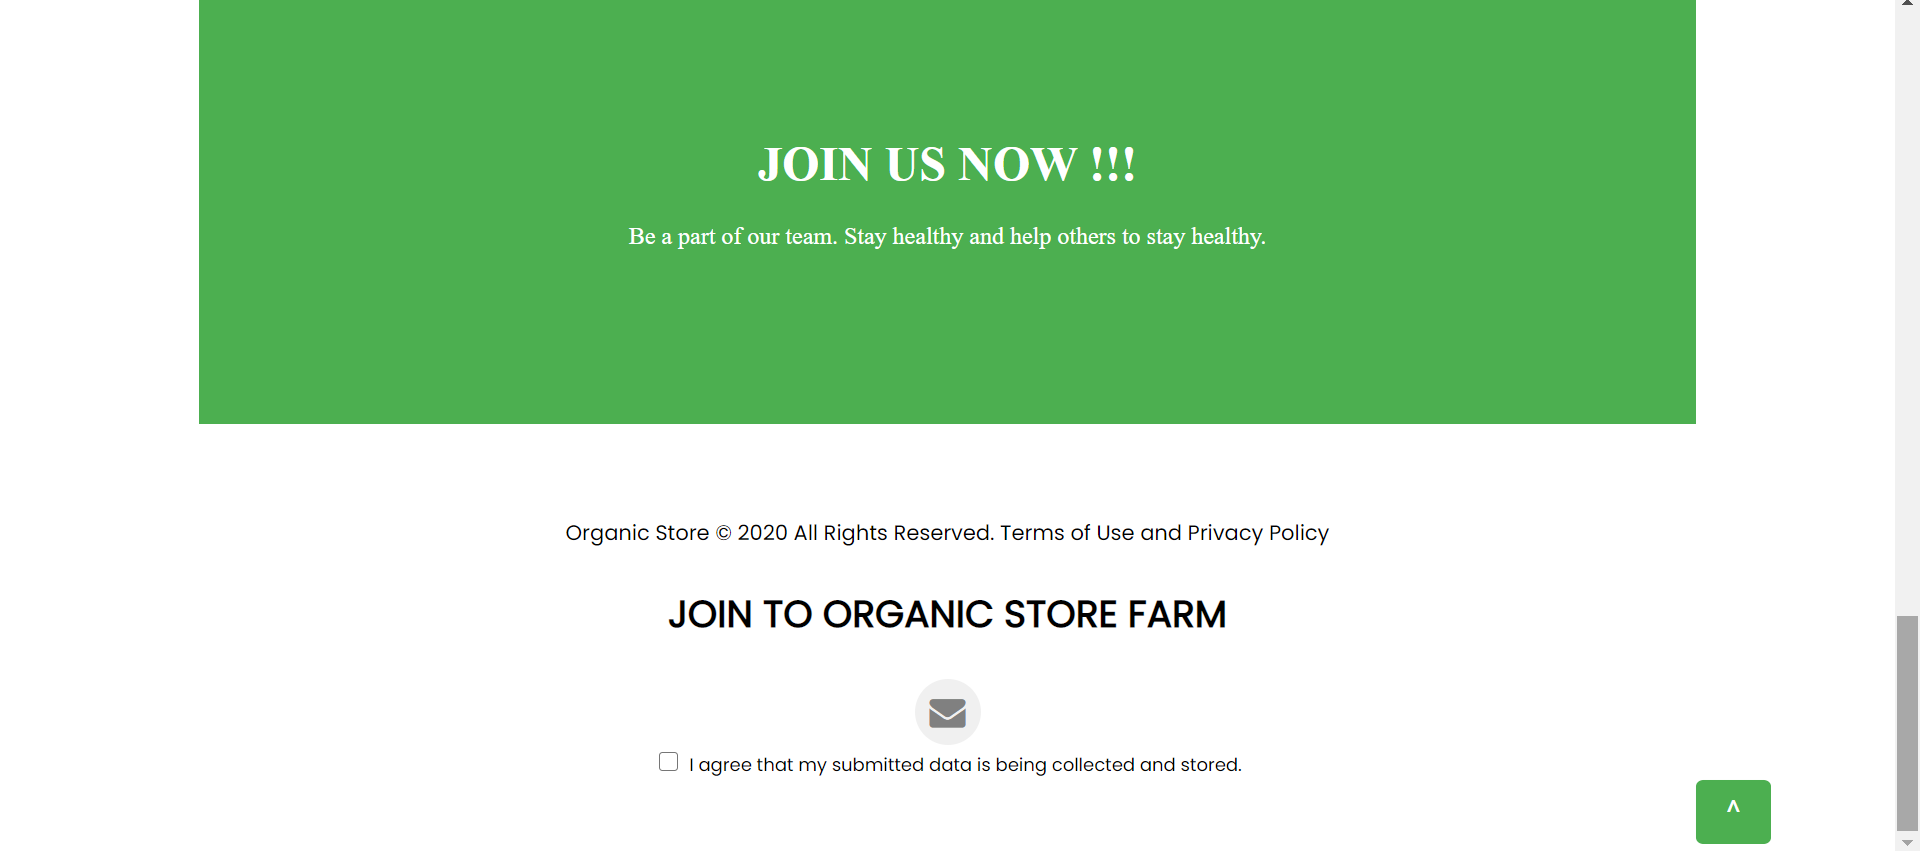 JOIN US NOW !!!
Be a part of our team. Stay healthy and help others to stay healthy.
Organic Store © 2020 All Rights Reserved. Terms of Use and Privacy Policy
JOIN TO ORGANIC STORE FARM
I agree that my submitted data is being collected and stored.
^